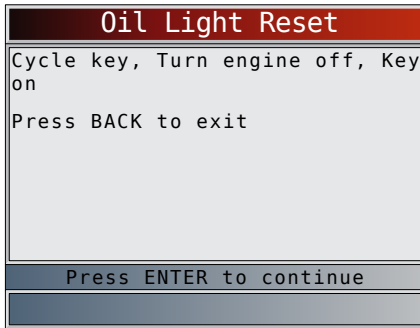 Oil Light Reset
Cycle key, Turn engine off, Key
on
Press BACK to exit
Press ENTER to continue